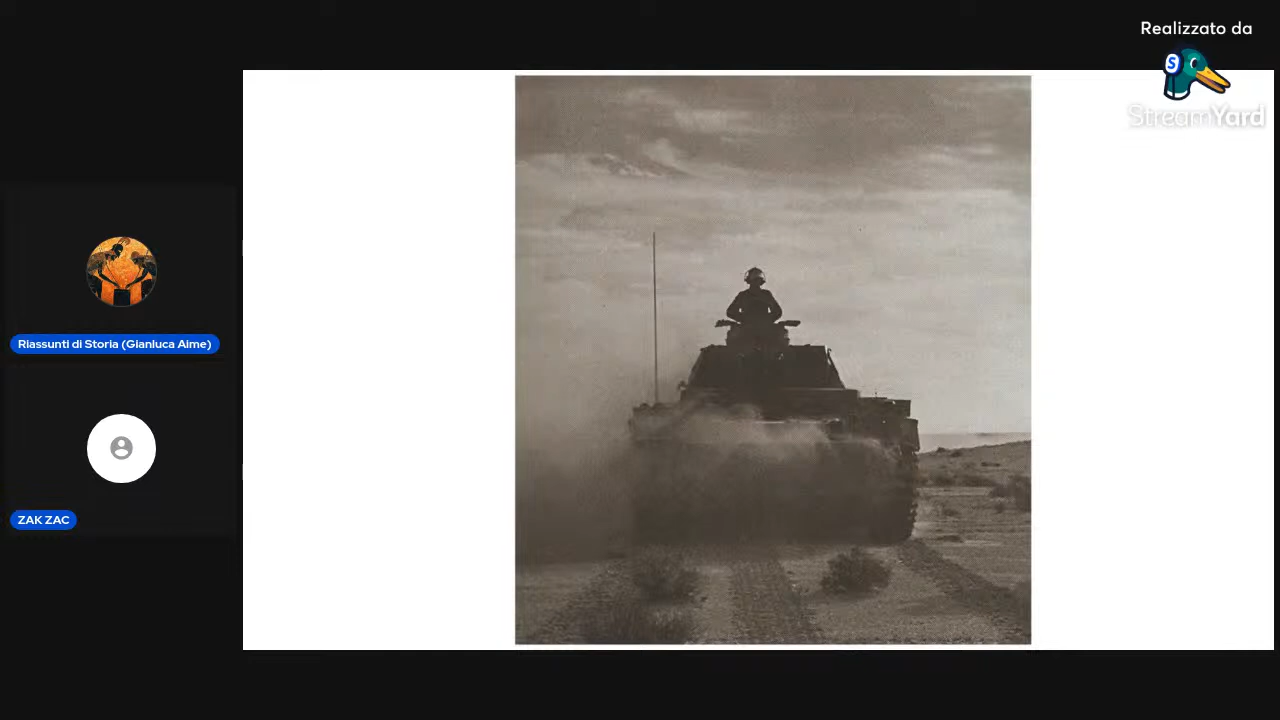 Realizzato da
StreamYard
Riassunti di Storia (Gianluca Aime)
ZAK ZAC